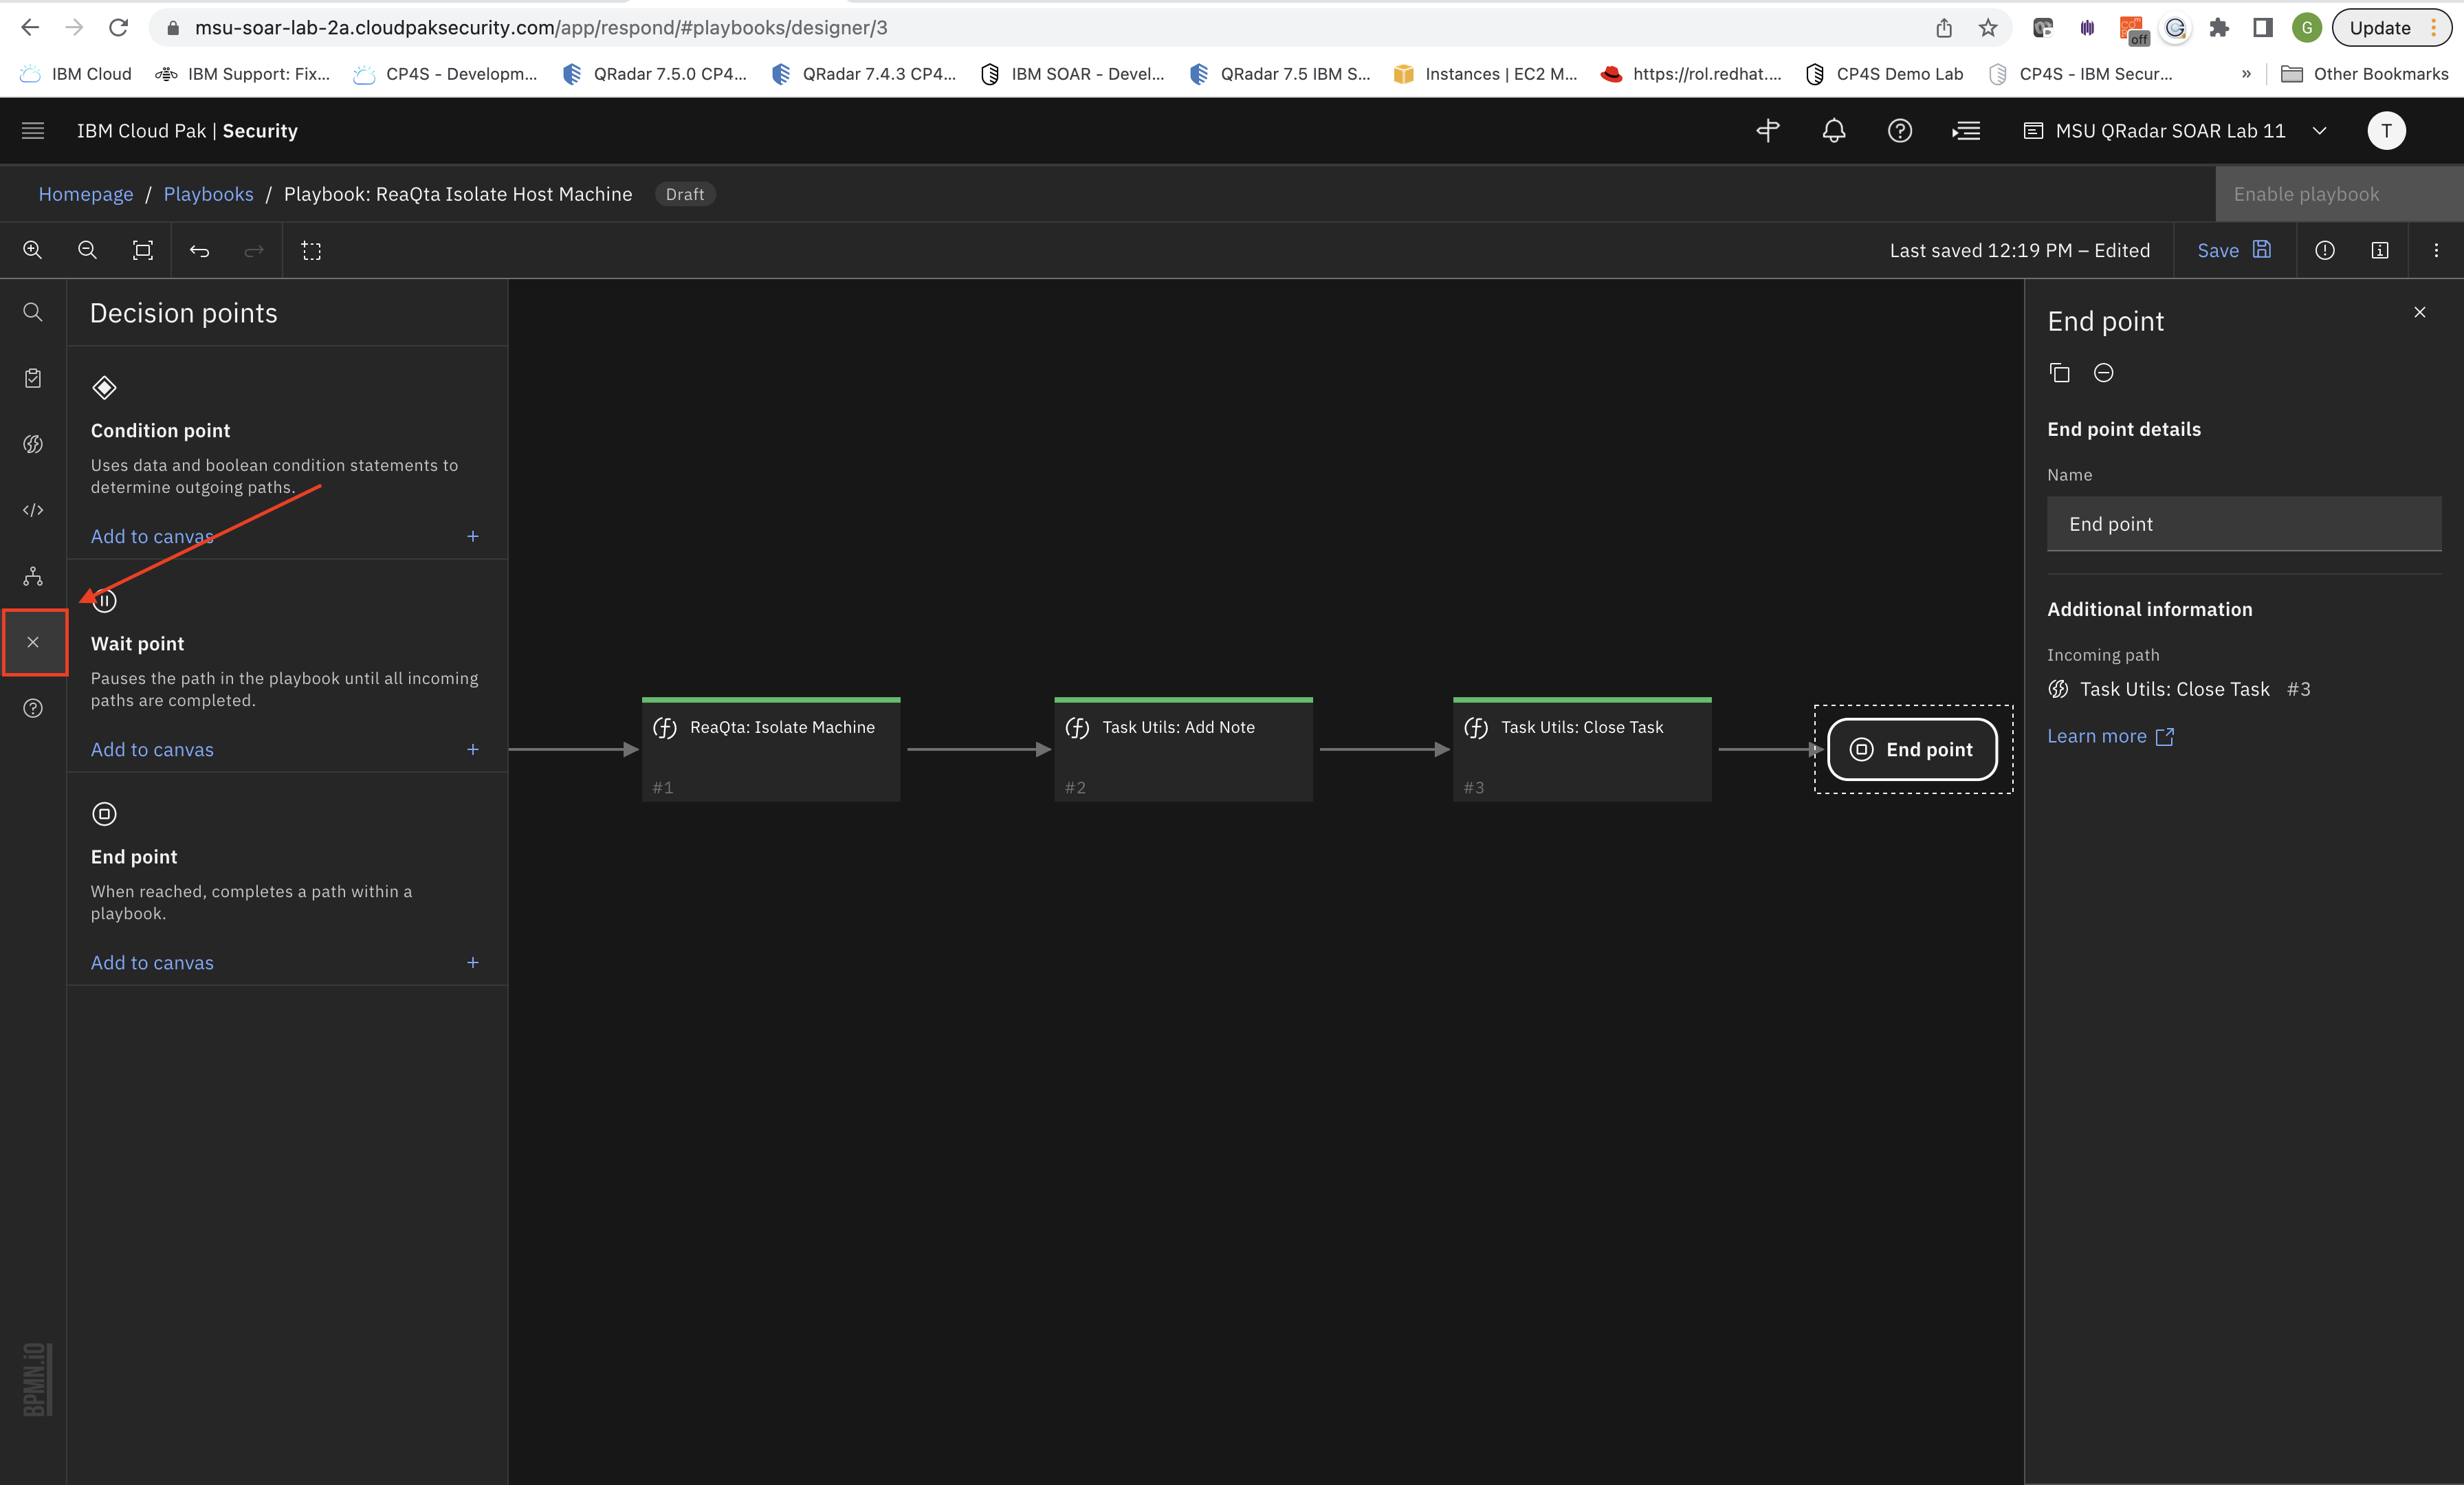 msu-soar-lab-2a.cloudpaksecurity.com/app/respond/#playbooks/designer/3
off
G
Update
IBM Cloud
IBM Support: Fix...
CP4S - Developm...
QRadar 7.5.0 CP4...
QRadar 7.4.3 CP4...
IBM SOAR - Devel...
QRadar 7.5 IBM S...
Instances | EC2 M...
https://rol.redhat....
CP4S Demo Lab
CP4S - IBM Secur...
»
Other Bookmarks
IBM Cloud Pak | Security
MSU QRadar SOAR Lab 11
T
Homepage / Playbooks / Playbook: ReaQta Isolate Host Machine
Draft
Enable playbook
Last saved 12:19 PM – Edited
Save
Decision points
Condition point
Uses data and boolean condition statements to
determine outgoing paths.
Add to canvas +
Wait point
Pauses the path in the playbook until all incoming
paths are completed.
Add to canvas +
End point
When reached, completes a path within a
playbook.
Add to canvas +
BPMN.iO
ReaQta: Isolate Machine
#1
Task Utils: Add Note
#2
Task Utils: Close Task
#3
End point
End point
End point details
Name
End point
Additional information
Incoming path
Task Utils: Close Task #3
Learn more